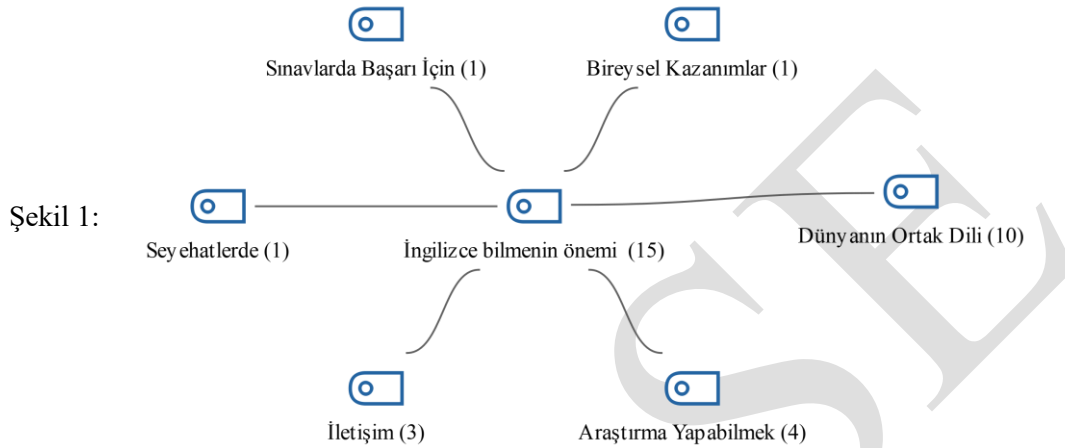 Sınavlarda Başarı İçin (1)
Bireysel Kazanımlar (1)
Şekil 1:
Seyehatlerde (1)
İngilizce bilmenin önemi (15)
Dünyanın Ortak Dili (10)
İletişim (3)
Araştırma Yapabilmek (4)
SE